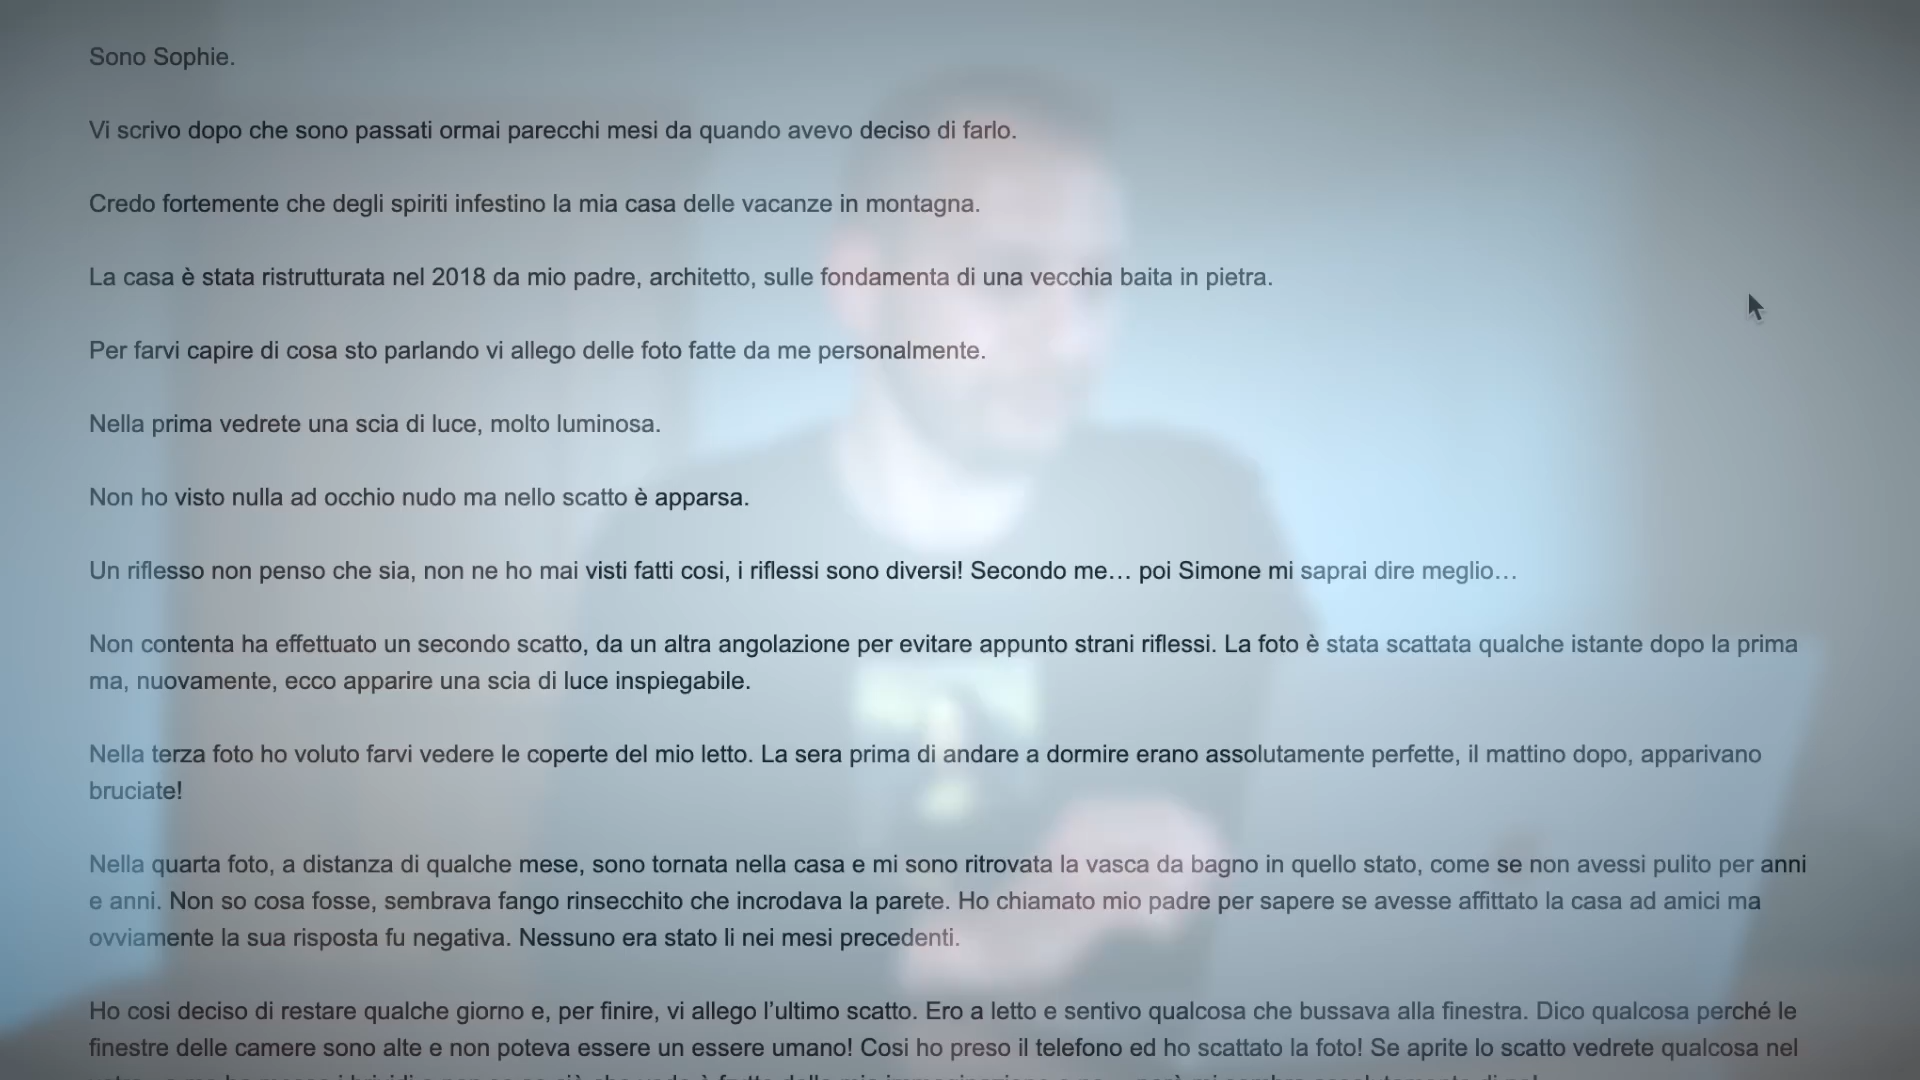 Sono Sophie.
Vi scrivo dopo che sono passati ormai parecchi mesi da quando avevo deciso di farlo.
Credo fortemente che degli spiriti infestino la mia casa delle vacanze in montagna.
La casa è stata ristrutturata nel 2018 da mio padre, architetto, sulle fondamenta di una vecchia baita in pietra.
Per farvi capire di cosa sto parlando vi allego delle foto fatte da me personalmente.
Nella prima vedrete una scia di luce, molto luminosa.
Non ho visto nulla ad occhio nudo ma nello scatto è apparsa.
Un riflesso non penso che sia, non ne ho mai visti fatti cosi, i riflessi sono diversi! Secondo me… poi Simone mi saprai dire meglio…
Non contenta ha effettuato un secondo scatto, da un altra angolazione per evitare appunto strani riflessi. La foto è stata scattata qualche istante dopo la prima
ma, nuovamente, ecco apparire una scia di luce inspiegabile.
Nella terza foto ho voluto farvi vedere le coperte del mio letto. La sera prima di andare a dormire erano assolutamente perfette, il mattino dopo, apparivano
bruciate!
Nella quarta foto, a distanza di qualche mese, sono tornata nella casa e mi sono ritrovata la vasca da bagno in quello stato, come se non avessi pulito per anni
e anni. Non so cosa fosse, sembrava fango rinsecchito che incrodava la parete. Ho chiamato mio padre per sapere se avesse affittato la casa ad amici ma
ovviamente la sua risposta fu negativa. Nessuno era stato li nei mesi precedenti.
Ho cosi deciso di restare qualche giorno e, per finire, vi allego l’ultimo scatto. Ero a letto e sentivo qualcosa che bussava alla finestra. Dico qualcosa perché le
finestre delle camere sono alte e non poteva essere un essere umano! Cosi ho preso il telefono ed ho scattato la foto! Se aprite lo scatto vedrete qualcosa nel